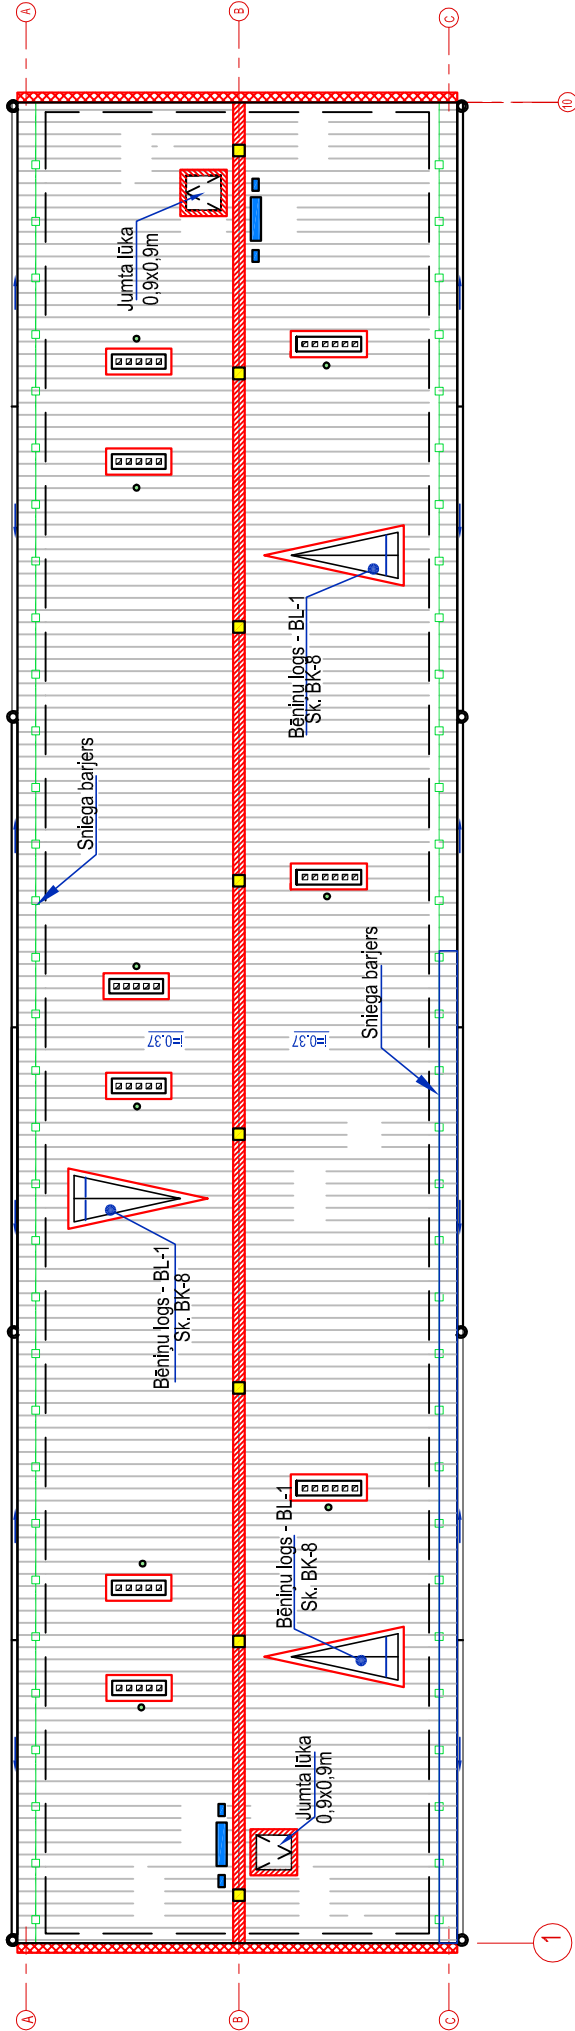 A
B
C
10
Jumta lūka
0,9x0,9m
Bēniņu logs - BL-1
Sk. BK-8
Sniega barjers
Sniega barjers
i=0.37
i=0.37
Bēniņu logs - BL-1
Sk. BK-8
Bēniņu logs - BL-1
Sk. BK-8
Jumta lūka
0,9x0,9m
1
A
B
C